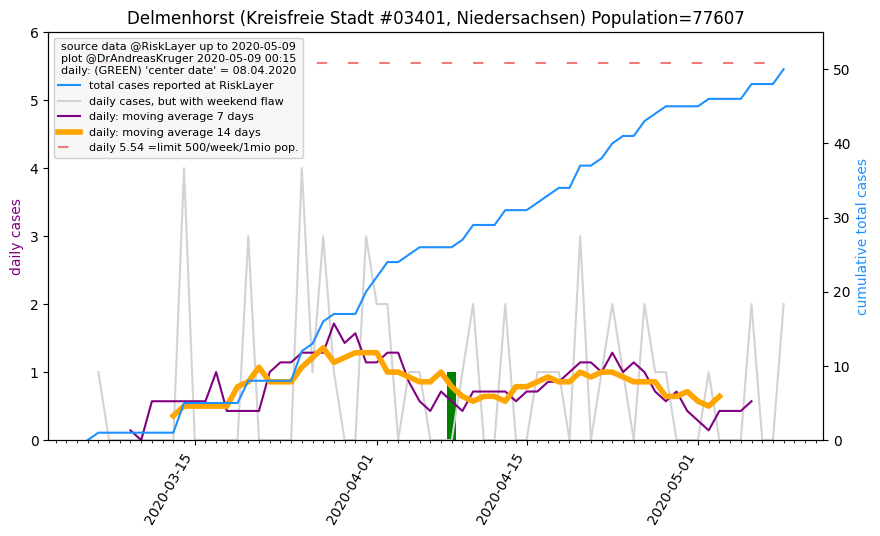 Delmenhorst (Kreisfreie Stadt #03401, Niedersachsen) Population=77607
source data @RiskLayer up to 2020-05-09
plot @DrAndreasKruger 2020-05-09 00:15
daily: (GREEN) 'center date' = 08.04.2020
total cases reported at RiskLayer
daily cases, but with weekend flaw
daily: moving average 7 days
daily: moving average 14 days
daily 5.54 =limit 500/week/1mio pop.
daily cases
6
5
4
3
2
1
0
cumulative total cases
50
40
30
20
10
0
2020-03-15
2020-04-01
2020-04-15
2020-05-01